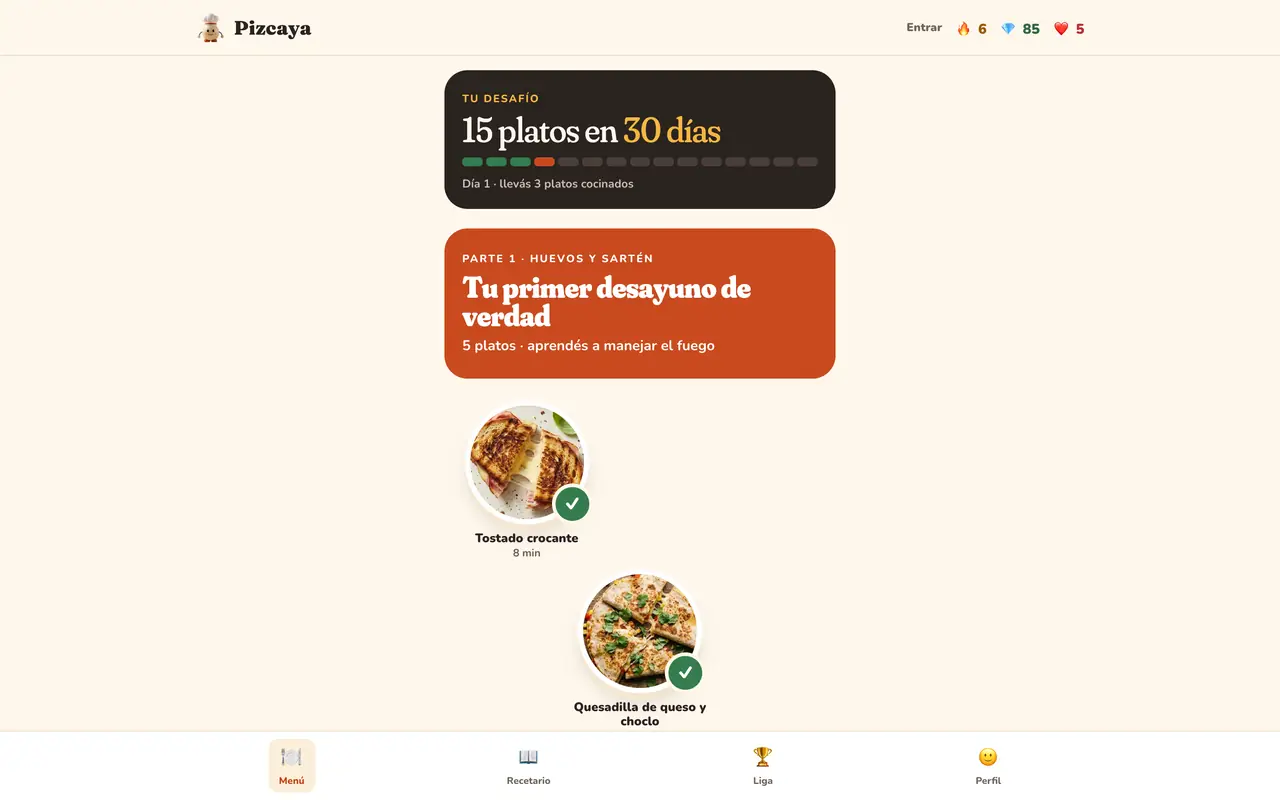 Pizcaya
Entrar
6
85
5
TU DESAFÍO
15 platos en 30 días
Día 1 · llevás 3 platos cocinados
PARTE 1 · HUEVOS Y SARTÉN
Tu primer desayuno de
verdad
5 platos · aprendés a manejar el fuego
Tostado crocante
8 min
Quesadilla de queso y
choclo
Menú
Recetario
Liga
Perfil